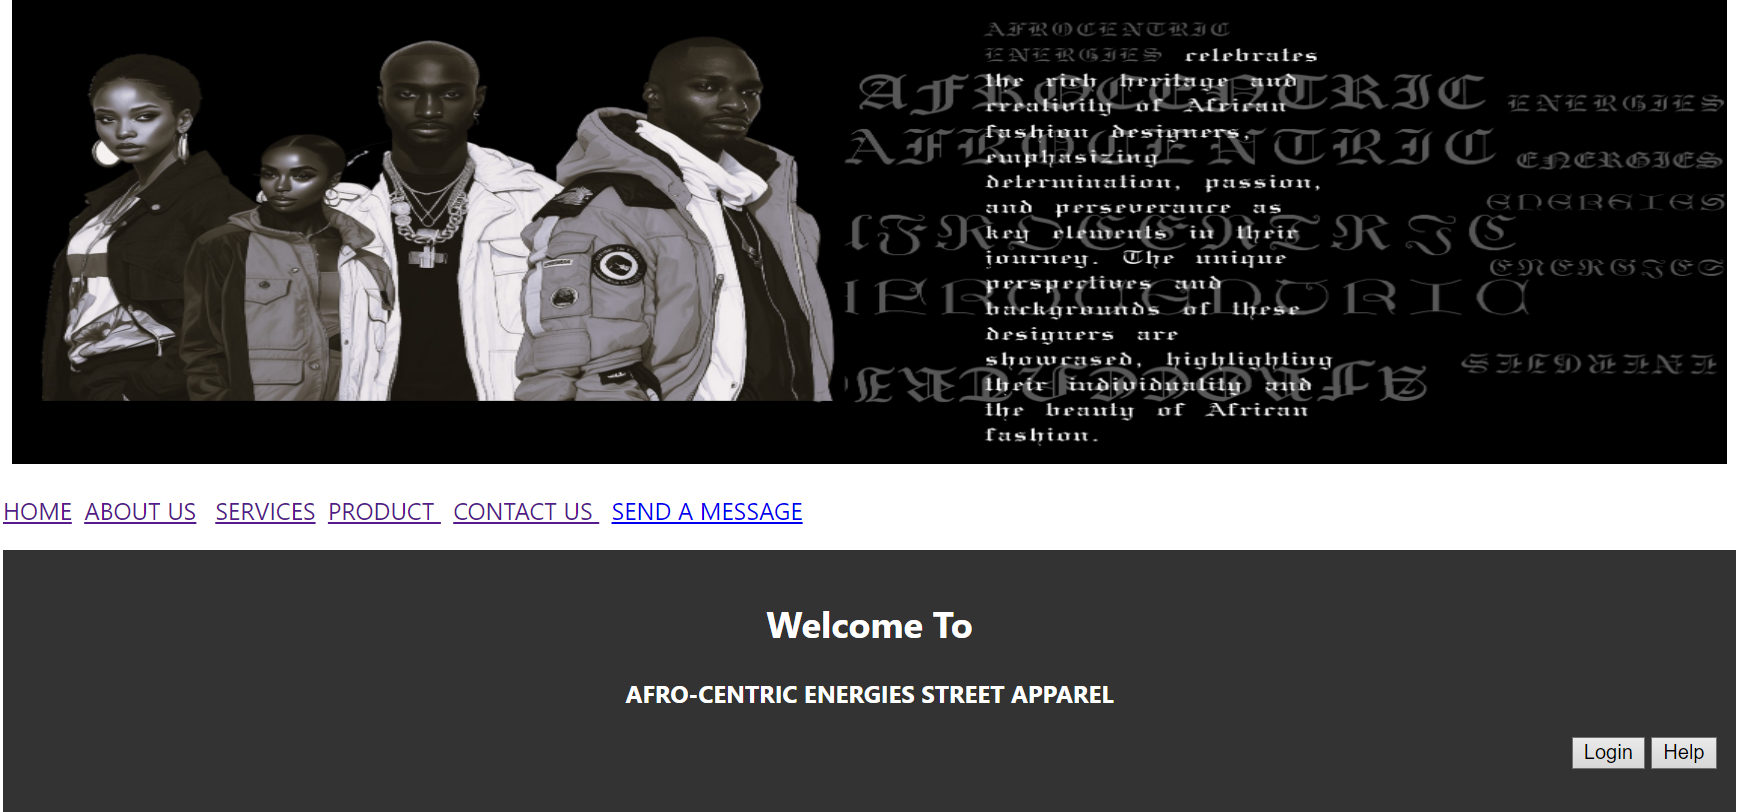 AFROCENTRIC
ENERGIES celebrates
the rich heritage and
creativity of African
fashion designers,
emphasizing
determination, passion,
and perseverance as
key elements in their
journey. The unique
perspectives and
backgrounds of these
designers are
showcased, highlighting
their individuality and
the beauty of African
fashion.
AFROCENTRIC ENERGIES
AFROCENTRIC ENERGIES
ENERGIES
AFROCENTRIC ENERGIES
AFROCENTRIC
AFROCENTRIC ENERGIES
HOME ABOUT US SERVICES PRODUCT CONTACT US SEND A MESSAGE
Welcome To
AFRO-CENTRIC ENERGIES STREET APPAREL
Login Help